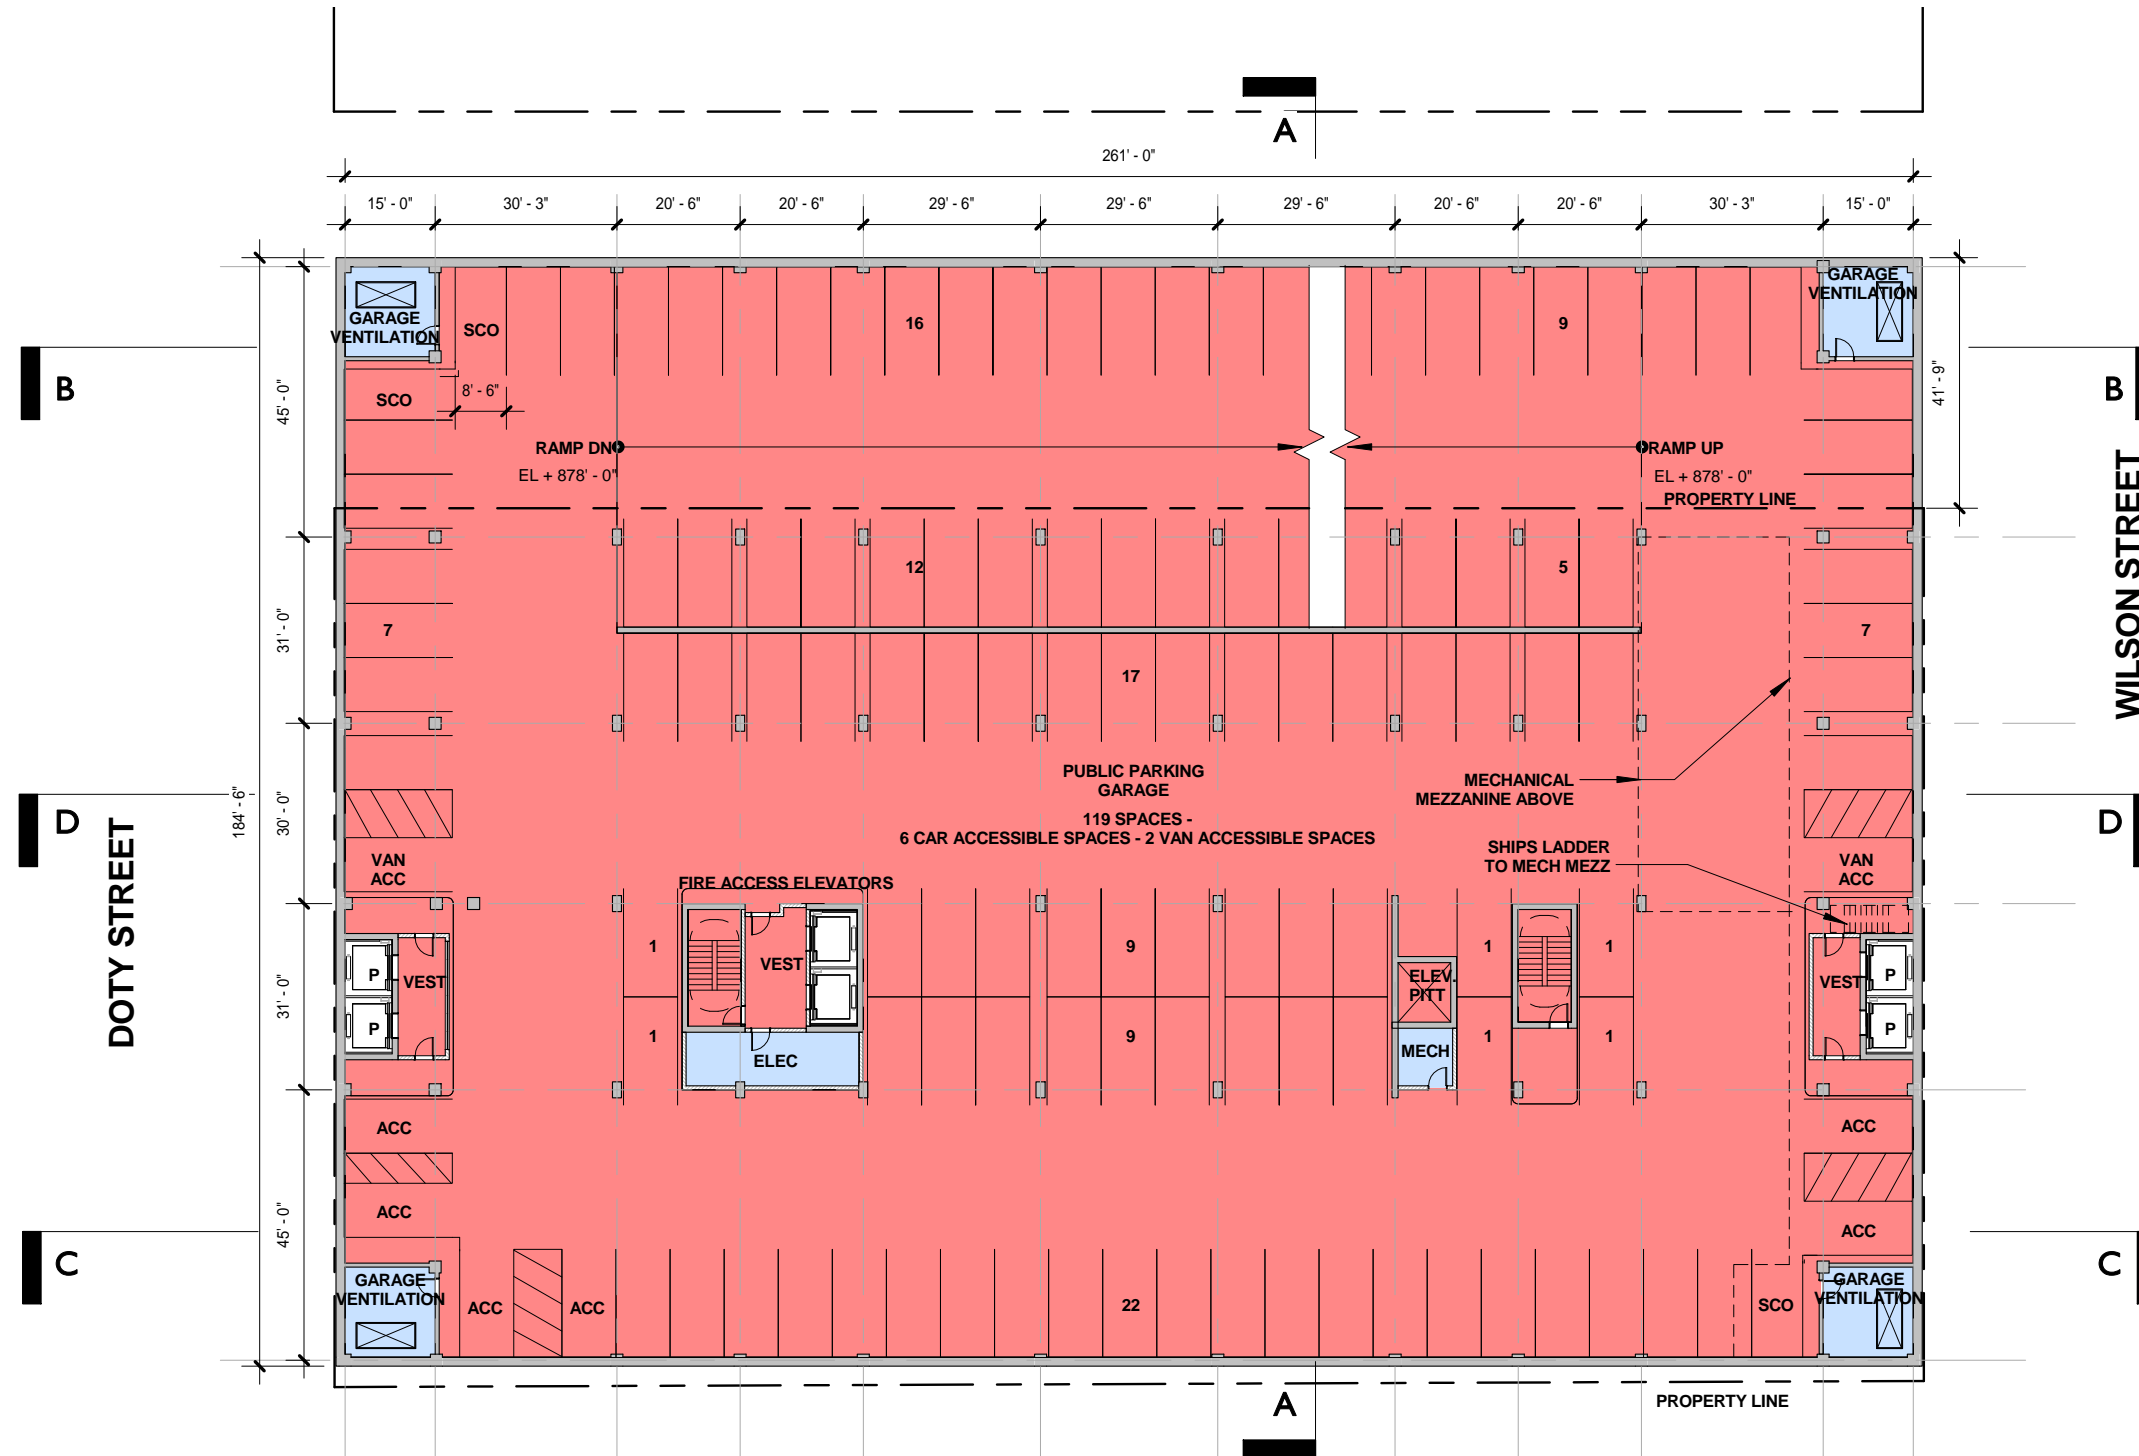 A
261' - 0"
15' - 0"
30' - 3"
20' - 6"
20' - 6"
29' - 6"
29' - 6"
29' - 6"
20' - 6"
20' - 6"
30' - 3"
15' - 0"
GARAGE
VENTILATION
SCO
16
9
GARAGE
VENTILATION
B
SCO
8' - 6"
45' - 0"
41' - 9"
B
RAMP DN
EL + 878' - 0"
RAMP UP
EL + 878' - 0"
PROPERTY LINE
WILSON STREET
12
5
31' - 0"
7
7
17
PUBLIC PARKING
GARAGE
119 SPACES -
6 CAR ACCESSIBLE SPACES - 2 VAN ACCESSIBLE SPACES
MECHANICAL
MEZZANINE ABOVE
D
DOTY STREET
184' - 6"
30' - 0"
D
VAN
ACC
SHIPS LADDER
TO MECH MEZZ
VAN
ACC
FIRE ACCESS ELEVATORS
31' - 0"
P
P
VEST
1
1
VEST
ELEC
9
9
ELEV.
PITT
MECH
1
1
1
1
VEST
P
P
ACC
ACC
ACC
ACC
45' - 0"
C
C
GARAGE
VENTILATION
ACC
ACC
22
SCO
GARAGE
VENTILATION
A
PROPERTY LINE